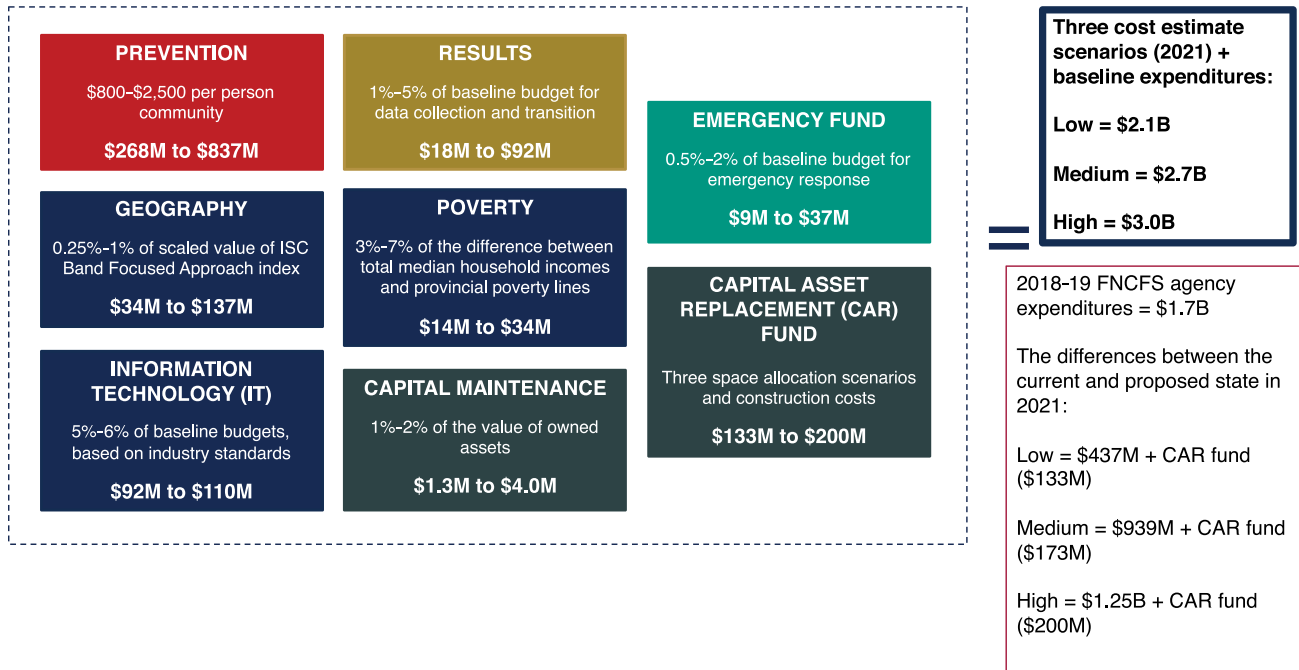 PREVENTION
$800–$2,500 per person
community
$268M to $837M
RESULTS
1%–5% of baseline budget for
data collection and transition
$18M to $92M
GEOGRAPHY
0.25%-1% of scaled value of ISC
Band Focused Approach index
$34M to $137M
POVERTY
3%–7% of the difference between
total median household incomes
and provincial poverty lines
$14M to $34M
INFORMATION
TECHNOLOGY (IT)
5%–6% of baseline budgets,
based on industry standards
$92M to $110M
CAPITAL MAINTENANCE
1%–2% of the value of owned
assets
$1.3M to $4.0M
EMERGENCY FUND
0.5%–2% of baseline budget for
emergency response
$9M to $37M
CAPITAL ASSET
REPLACEMENT (CAR)
FUND
Three space allocation scenarios
and construction costs
$133M to $200M
=
Three cost estimate
scenarios (2021) +
baseline expenditures:
Low = $2.1B
Medium = $2.7B
High = $3.0B
2018-19 FNCFS agency
expenditures = $1.7B
The differences between the
current and proposed state in
2021:
Low = $437M + CAR fund
($133M)
Medium = $939M + CAR fund
($173M)
High = $1.25B + CAR fund
($200M)